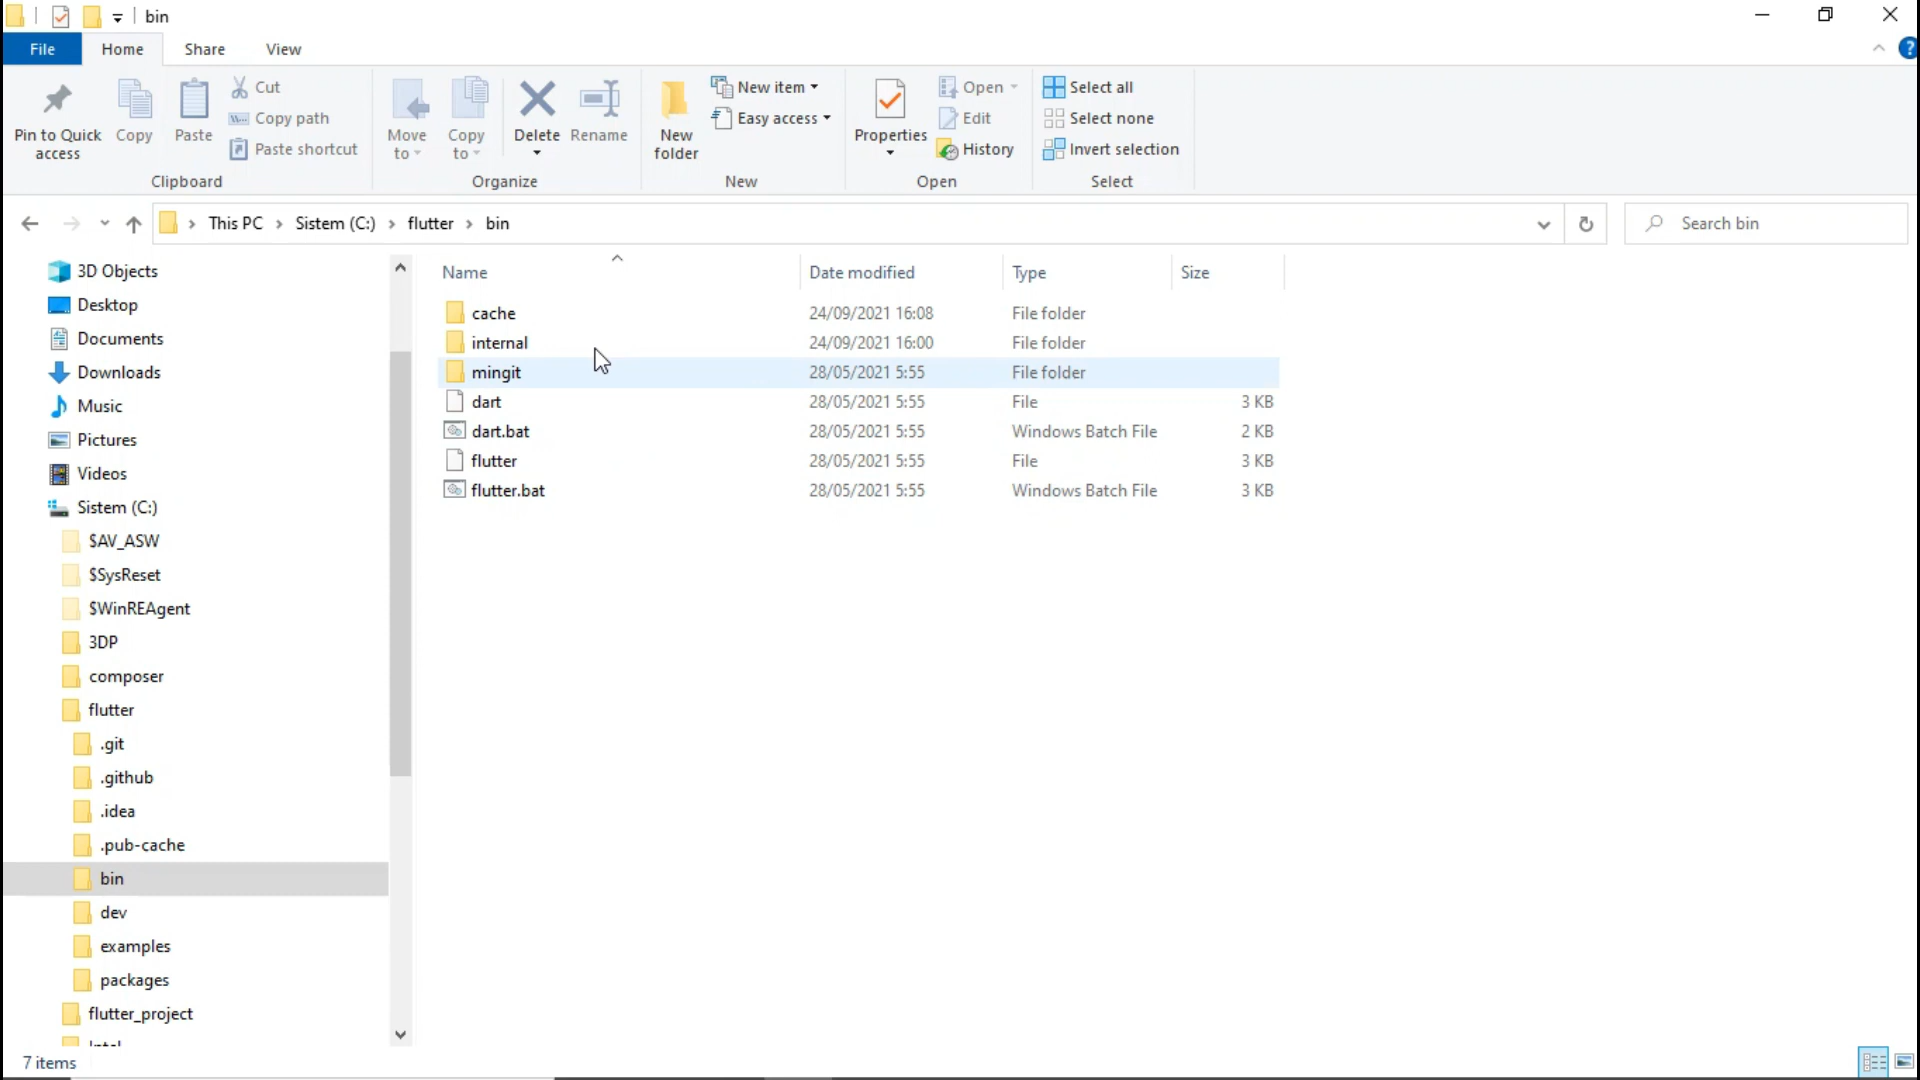 bin
File Home Share View
Pin to Quick access
Copy
Paste
Cut
Copy path
Paste shortcut
Clipboard
Move to
Copy to
Delete
Rename
Organize
New folder
New item
Easy access
New
Properties
Open
Edit
History
Open
Select all
Select none
Invert selection
Select
This PC > Sistem (C:) > flutter > bin
Search bin
3D Objects
Desktop
Documents
Downloads
Music
Pictures
Videos
Sistem (C:)
$AV_ASW
$SysReset
$WinREAgent
3DP
composer
flutter
.git
.github
.idea
.pub-cache
bin
dev
examples
packages
flutter_project
Name Date modified Type Size
cache 24/09/2021 16:08 File folder
internal 24/09/2021 16:00 File folder
mingit 28/05/2021 5:55 File folder
dart 28/05/2021 5:55 File 3 KB
dart.bat 28/05/2021 5:55 Windows Batch File 2 KB
flutter 28/05/2021 5:55 File 3 KB
flutter.bat 28/05/2021 5:55 Windows Batch File 3 KB
7 items